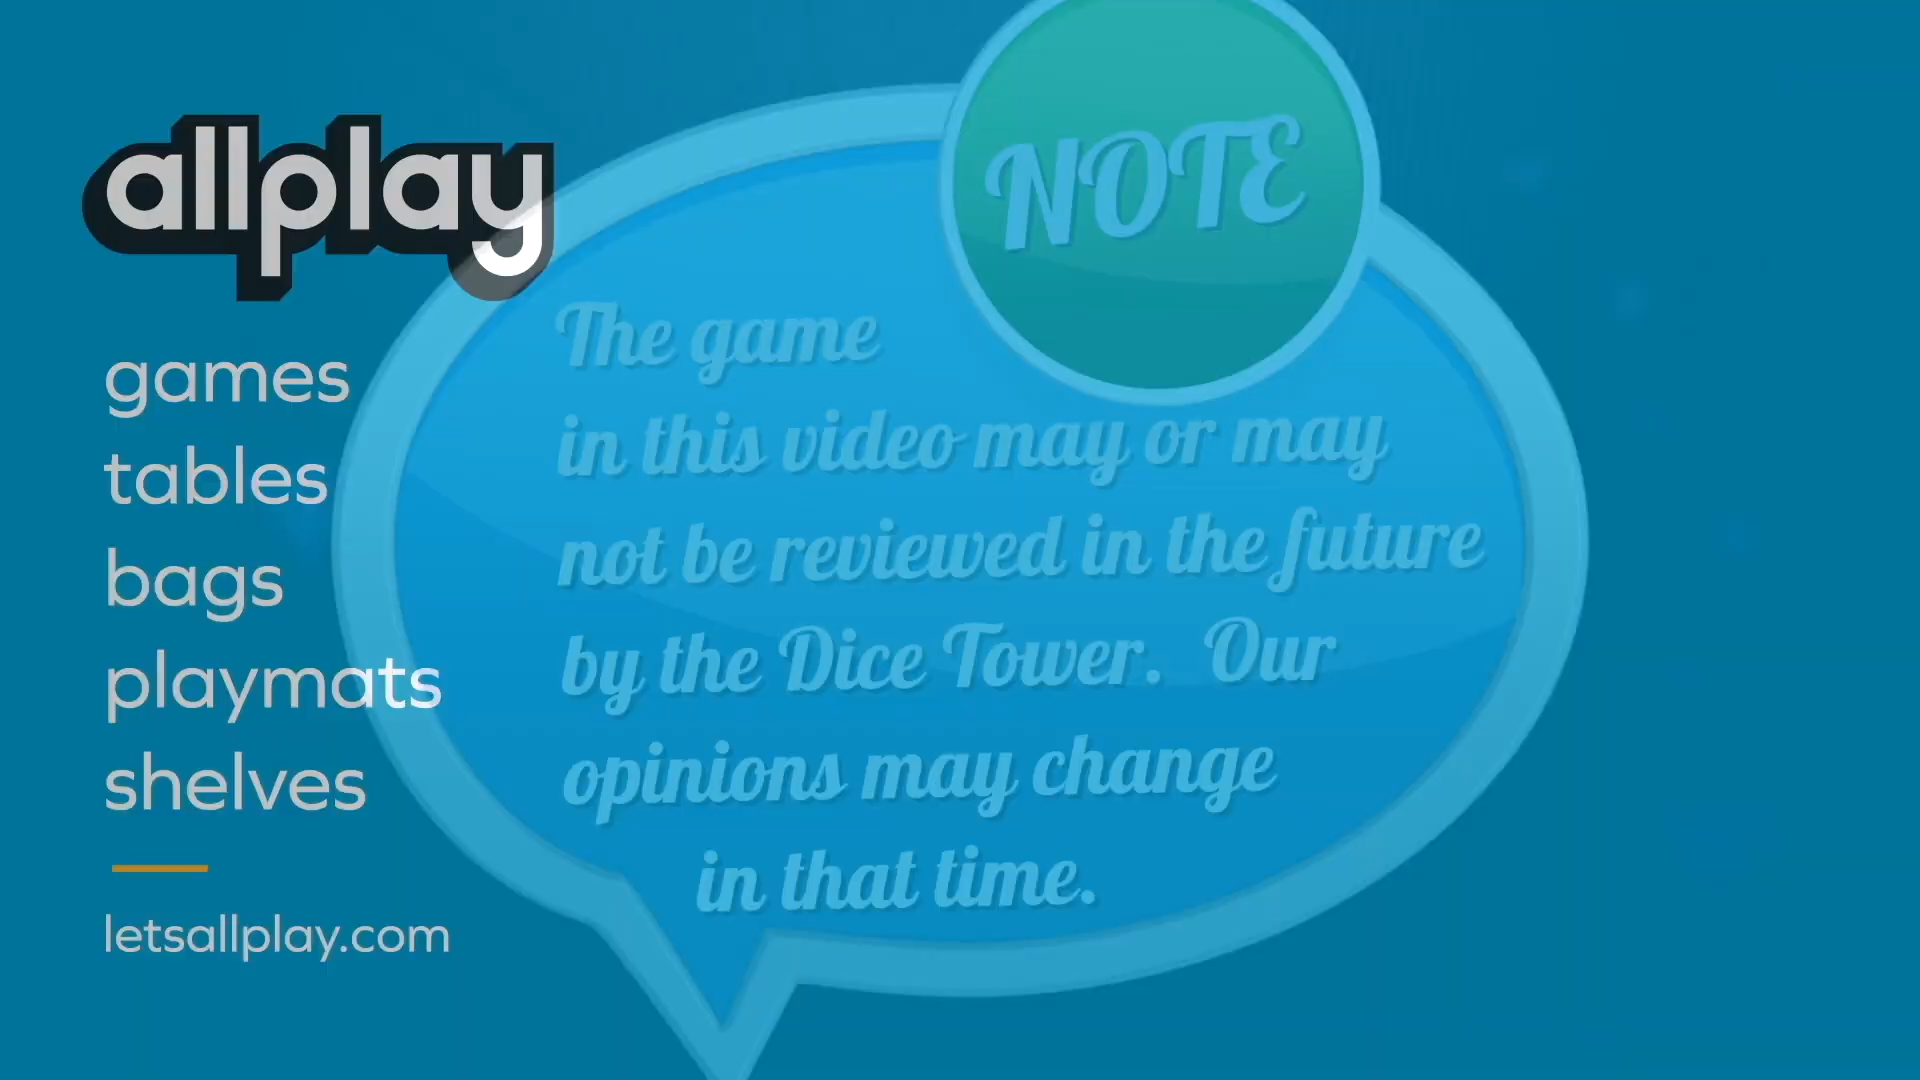 allplay
games
tables
bags
playmats
shelves
letsallplay.com
NOTE
The game
in this video may or may
not be reviewed in the future
by the Dice Tower. Our
opinions may change
in that time.